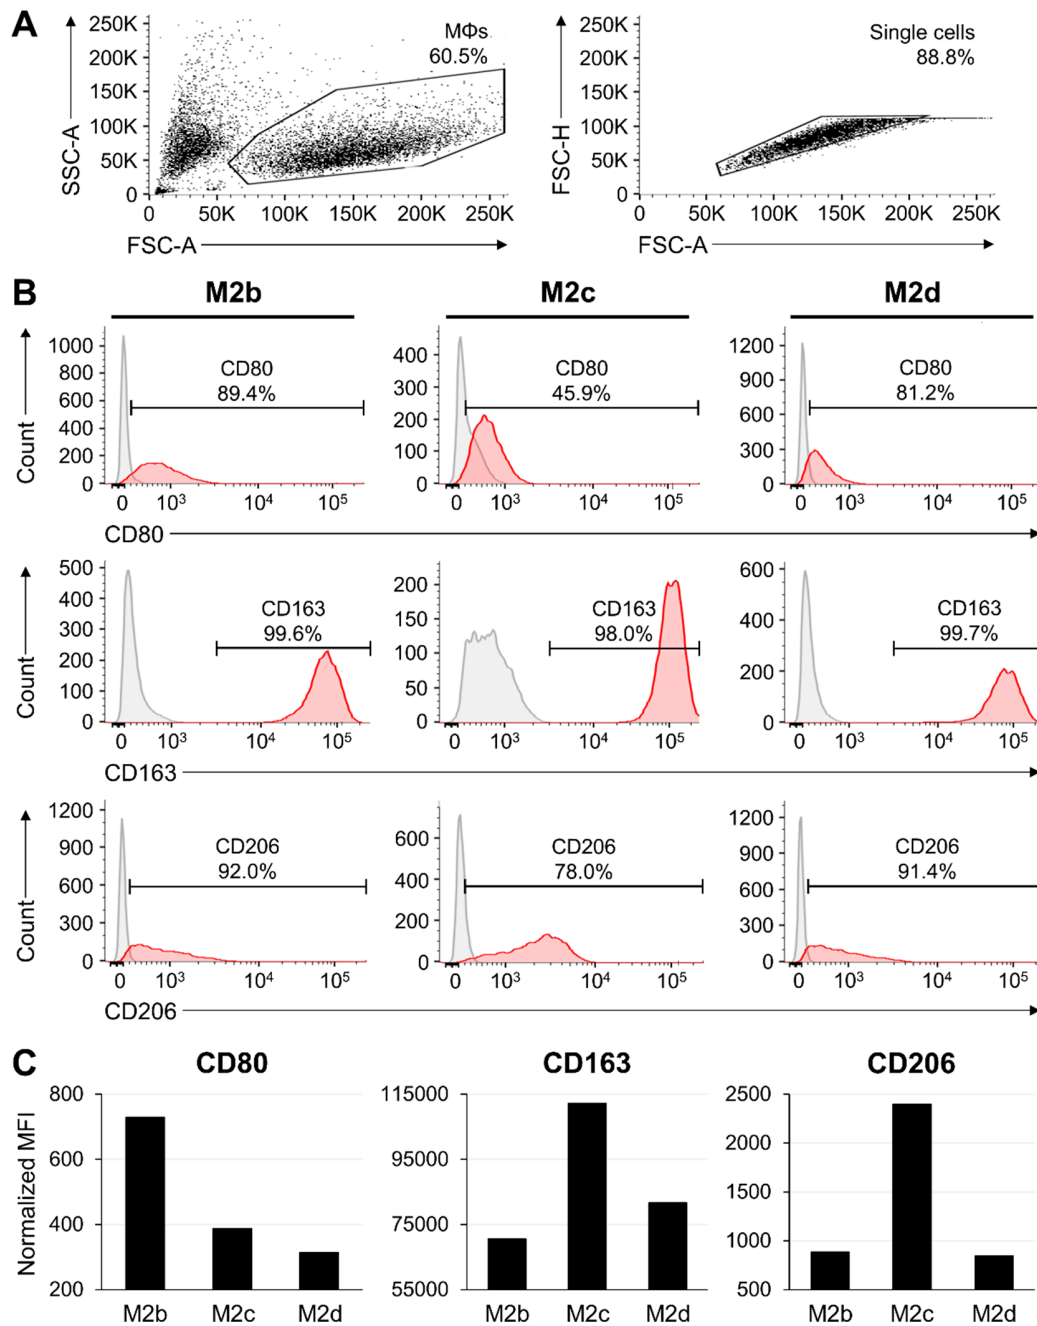 A
SSC-A
250K
200K
150K
100K
50K
0
MΦs
60.5%
0 50K 100K 150K 200K 250K
FSC-A
FSC-H
250K
200K
150K
100K
50K
0
Single cells
88.8%
0 50K 100K 150K 200K 250K
FSC-A
B
M2b M2c M2d
Count
1000
800
600
400
200
0
CD80
89.4%
0 10³ 10⁴ 10⁵
400
300
200
100
0
CD80
45.9%
0 10³ 10⁴ 10⁵
1200
900
600
300
0
CD80
81.2%
0 10³ 10⁴ 10⁵
CD80
Count
500
400
300
200
100
0
CD163
99.6%
0 10³ 10⁴ 10⁵
200
150
100
50
0
CD163
98.0%
0 10³ 10⁴ 10⁵
600
400
200
0
CD163
99.7%
0 10³ 10⁴ 10⁵
CD163
Count
1200
900
600
300
0
CD206
92.0%
0 10³ 10⁴ 10⁵
600
400
200
0
CD206
78.0%
0 10³ 10⁴ 10⁵
1200
900
600
300
0
CD206
91.4%
0 10³ 10⁴ 10⁵
CD206
C
CD80
Normalized MFI
800
600
400
200
M2b M2c M2d
CD163
115000
95000
75000
55000
M2b M2c M2d
CD206
2500
2000
1500
1000
500
M2b M2c M2d